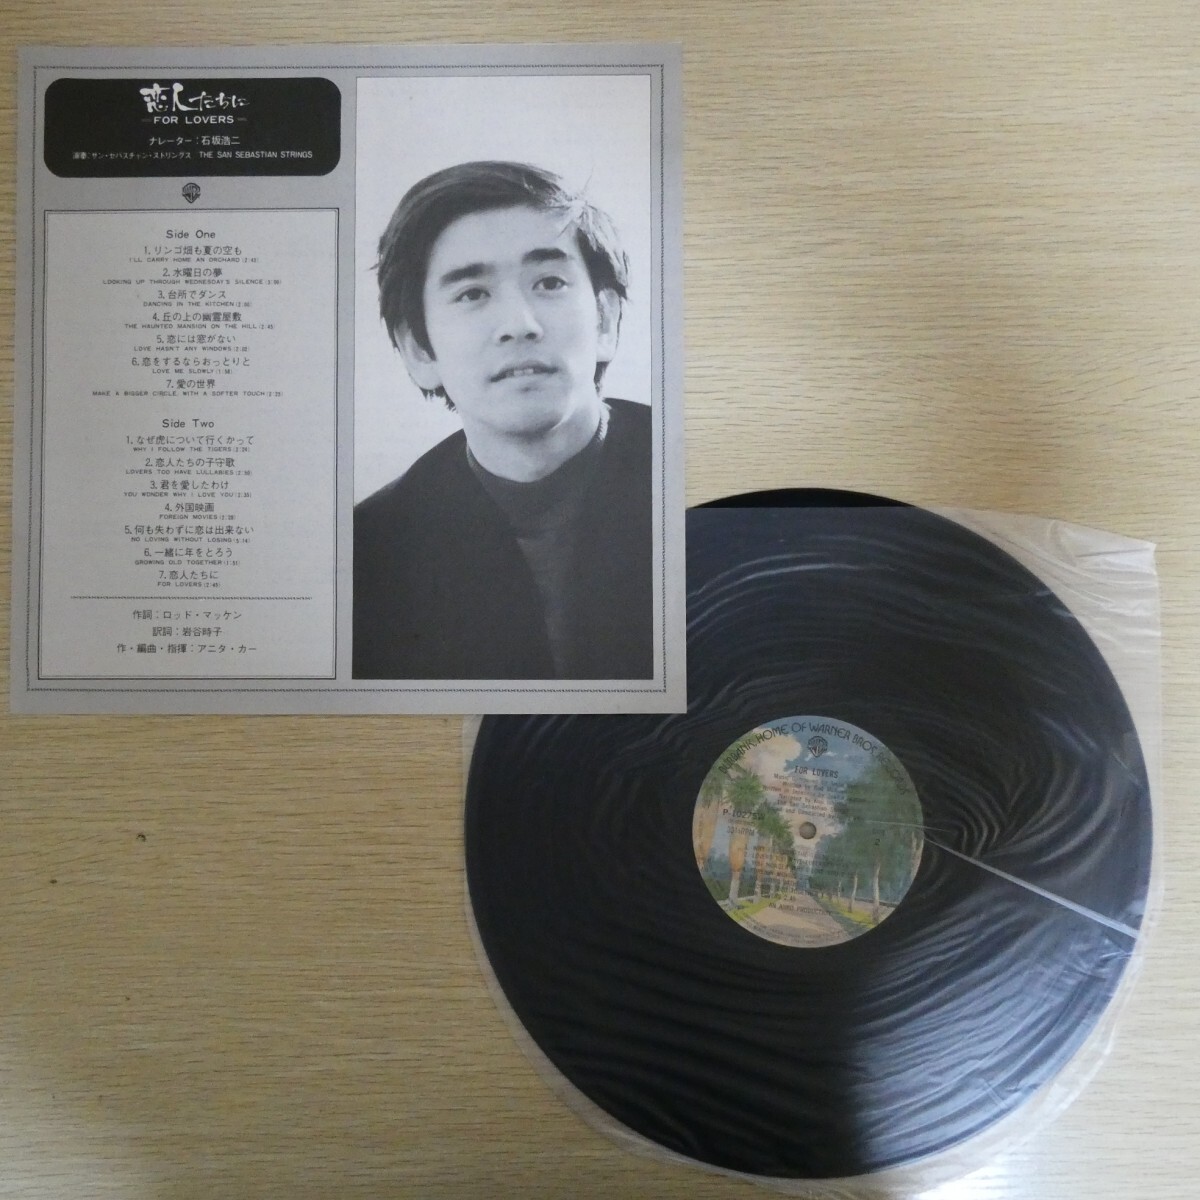 恋人たちに
FOR LOVERS
ナレーター：石坂浩二
演奏：サン・セバスチャン・ストリングス THE SAN SEBASTIAN STRINGS
Side One
1. リンゴ畑も夏の空も
I'LL CARRY HOME AN ORCHARD
2. 水曜日の夢
LOOKING UP THROUGH WEDNESDAY'S SILENCE
3. 台所でダンス
DANCING IN THE KITCHEN
4. 丘の上の幽霊屋敷
THE HAUNTED MANSION ON THE HILL (2:45)
5. 恋には窓がない
LOVE HASN'T ANY WINDOWS
6. 恋をするならおっとりと
LOVE ME SLOWLY
7. 愛の世界
MAKE A BIGGER CIRCLE, WITH A SOFTER TOUCH
Side Two
1. なぜ虎について行くかって
WHY I FOLLOW THE TIGERS
2. 恋人たちの子守歌
LOVERS TOO HAVE LULLABIES
3. 君を愛したわけ
YOU WONDER WHY I LOVE YOU
4. 外国映画
FOREIGN MOVIES
5. 何も失わずに恋は出来ない
NO LOVING WITHOUT LOSING
6. 一緒に年をとろう
GROWING OLD TOGETHER
7. 恋人たちに
FOR LOVERS
作詞：ロッド・マッケン
訳詞：岩谷時子
作・編曲・指揮：アニタ・カー
BURBANK, HOME OF WARNER BROS.
FOR LOVERS
2